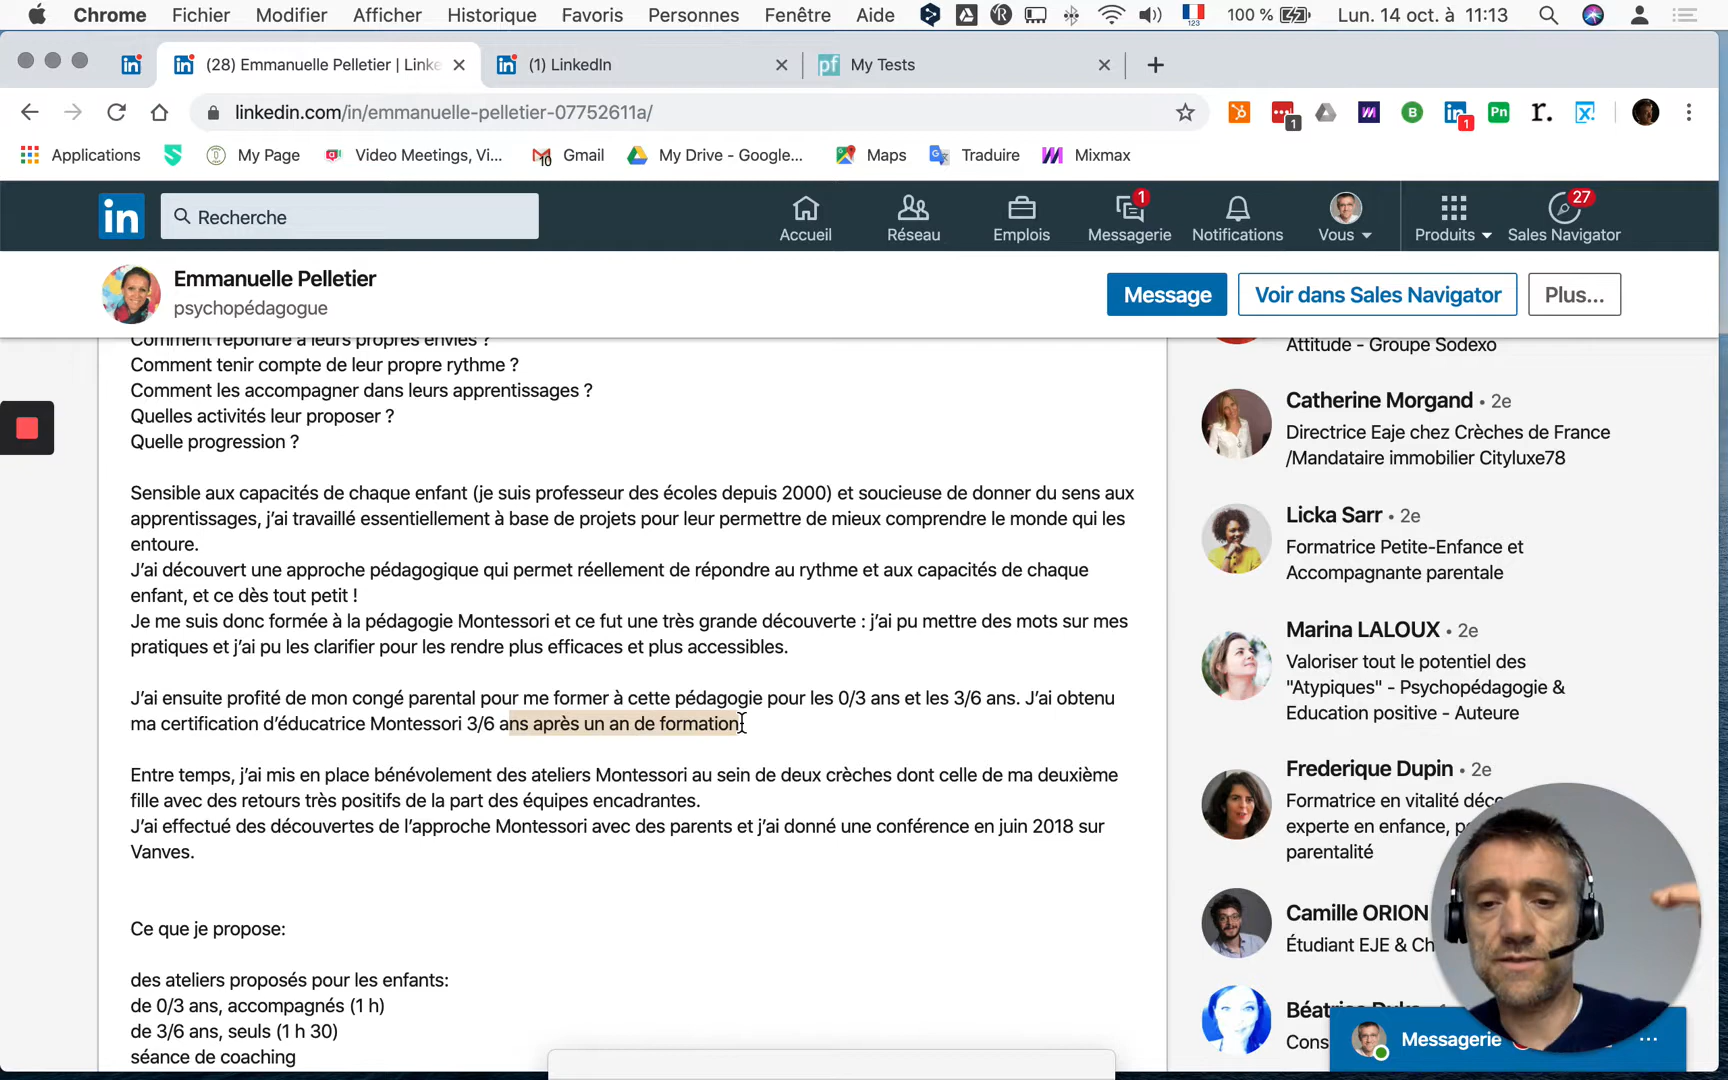 Chrome Fichier Modifier Afficher Historique Favoris Personnes Fenêtre Aide 123 100 % Lun. 14 oct. à 11:13
(28) Emmanuelle Pelletier | Linke
(1) LinkedIn
pf My Tests
linkedin.com/in/emmanuelle-pelletier-07752611a/
1 M B in 1 Pn r. X
Applications My Page Video Meetings, Vi... 10 Gmail My Drive - Google... Maps Traduire Mixmax
in Recherche
Accueil Réseau Emplois 1 Messagerie Notifications Vous Produits 27 Sales Navigator
Emmanuelle Pelletier
psychopédagogue
Message Voir dans Sales Navigator Plus...
Comment répondre à leurs propres envies ?
Comment tenir compte de leur propre rythme ?
Comment les accompagner dans leurs apprentissages ?
Quelles activités leur proposer ?
Quelle progression ?
Sensible aux capacités de chaque enfant (je suis professeur des écoles depuis 2000) et soucieuse de donner du sens aux
apprentissages, j'ai travaillé essentiellement à base de projets pour leur permettre de mieux comprendre le monde qui les
entoure.
J'ai découvert une approche pédagogique qui permet réellement de répondre au rythme et aux capacités de chaque
enfant, et ce dès tout petit !
Je me suis donc formée à la pédagogie Montessori et ce fut une très grande découverte : j'ai pu mettre des mots sur mes
pratiques et j'ai pu les clarifier pour les rendre plus efficaces et plus accessibles.
J'ai ensuite profité de mon congé parental pour me former à cette pédagogie pour les 0/3 ans et les 3/6 ans. J'ai obtenu
ma certification d'éducatrice Montessori 3/6 ans après un an de formation.
Entre temps, j'ai mis en place bénévolement des ateliers Montessori au sein de deux crèches dont celle de ma deuxième
fille avec des retours très positifs de la part des équipes encadrantes.
J'ai effectué des découvertes de l'approche Montessori avec des parents et j'ai donné une conférence en juin 2018 sur
Vanves.
Ce que je propose:
des ateliers proposés pour les enfants:
de 0/3 ans, accompagnés (1 h)
de 3/6 ans, seuls (1 h 30)
séance de coaching
Attitude - Groupe Sodexo
Catherine Morgand • 2e
Directrice Eaje chez Crèches de France
/Mandataire immobilier Cityluxe78
Licka Sarr • 2e
Formatrice Petite-Enfance et
Accompagnante parentale
Marina LALOUX • 2e
Valoriser tout le potentiel des
"Atypiques" - Psychopédagogie &
Education positive - Auteure
Frederique Dupin • 2e
Formatrice en vitalité déco
experte en enfance, p
parentalité
Camille ORION
Étudiant EJE & Ch
Cons
Messagerie